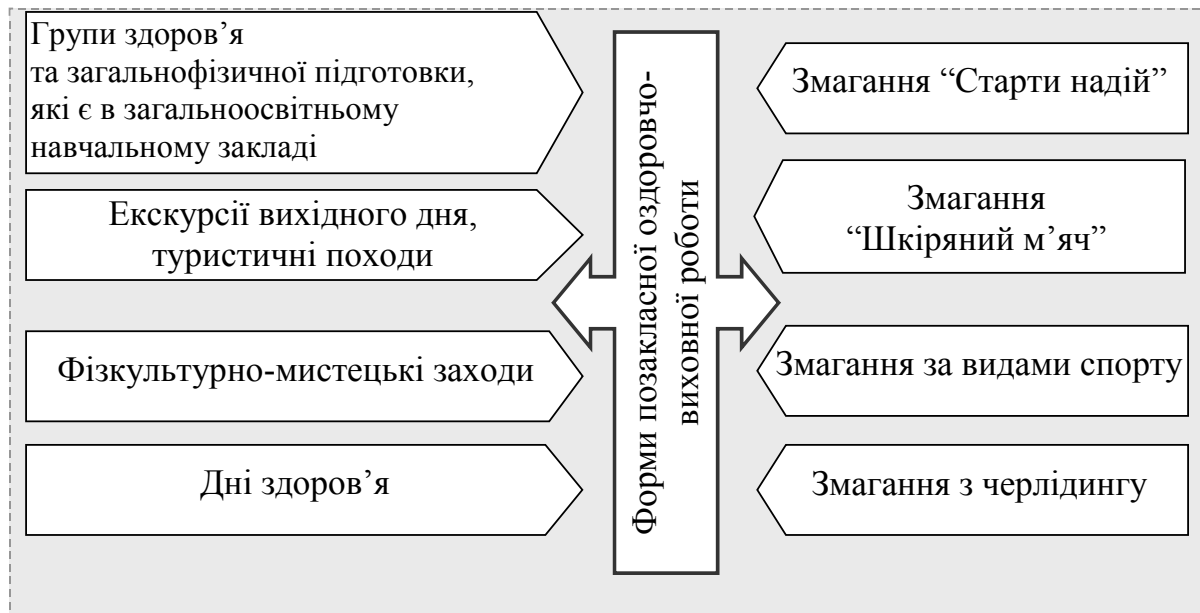 Групи здоров’я
та загальнофізичної підготовки,
які є в загальноосвітньому
навчальному закладі
Екскурсії вихідного дня,
туристичні походи
Фізкультурно-мистецькі заходи
Дні здоров’я
Форми позакласної оздоровчо-
виховної роботи
Змагання “Старти надій”
Змагання
“Шкіряний м’яч”
Змагання за видами спорту
Змагання з черлідингу